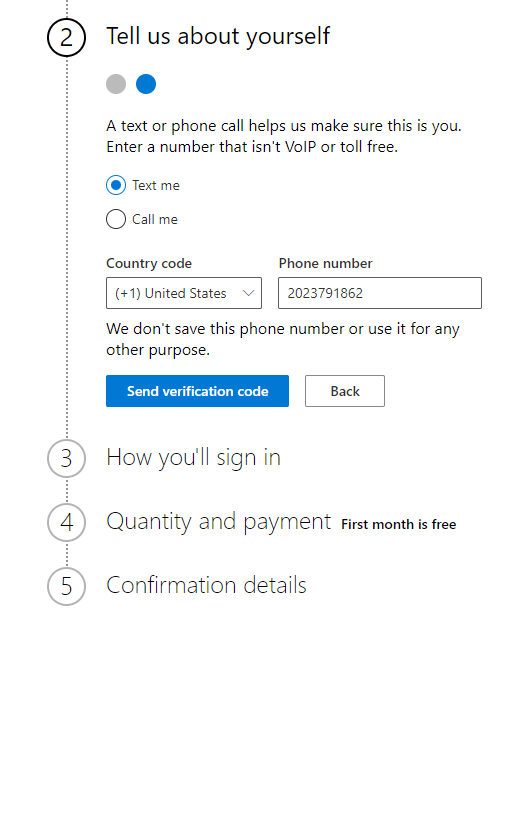 2
Tell us about yourself
A text or phone call helps us make sure this is you.
Enter a number that isn't VoIP or toll free.
Text me
Call me
Country code
Phone number
(+1) United States
2023791862
We don't save this phone number or use it for any
other purpose.
Send verification code
Back
3
How you'll sign in
4
Quantity and payment First month is free
5
Confirmation details